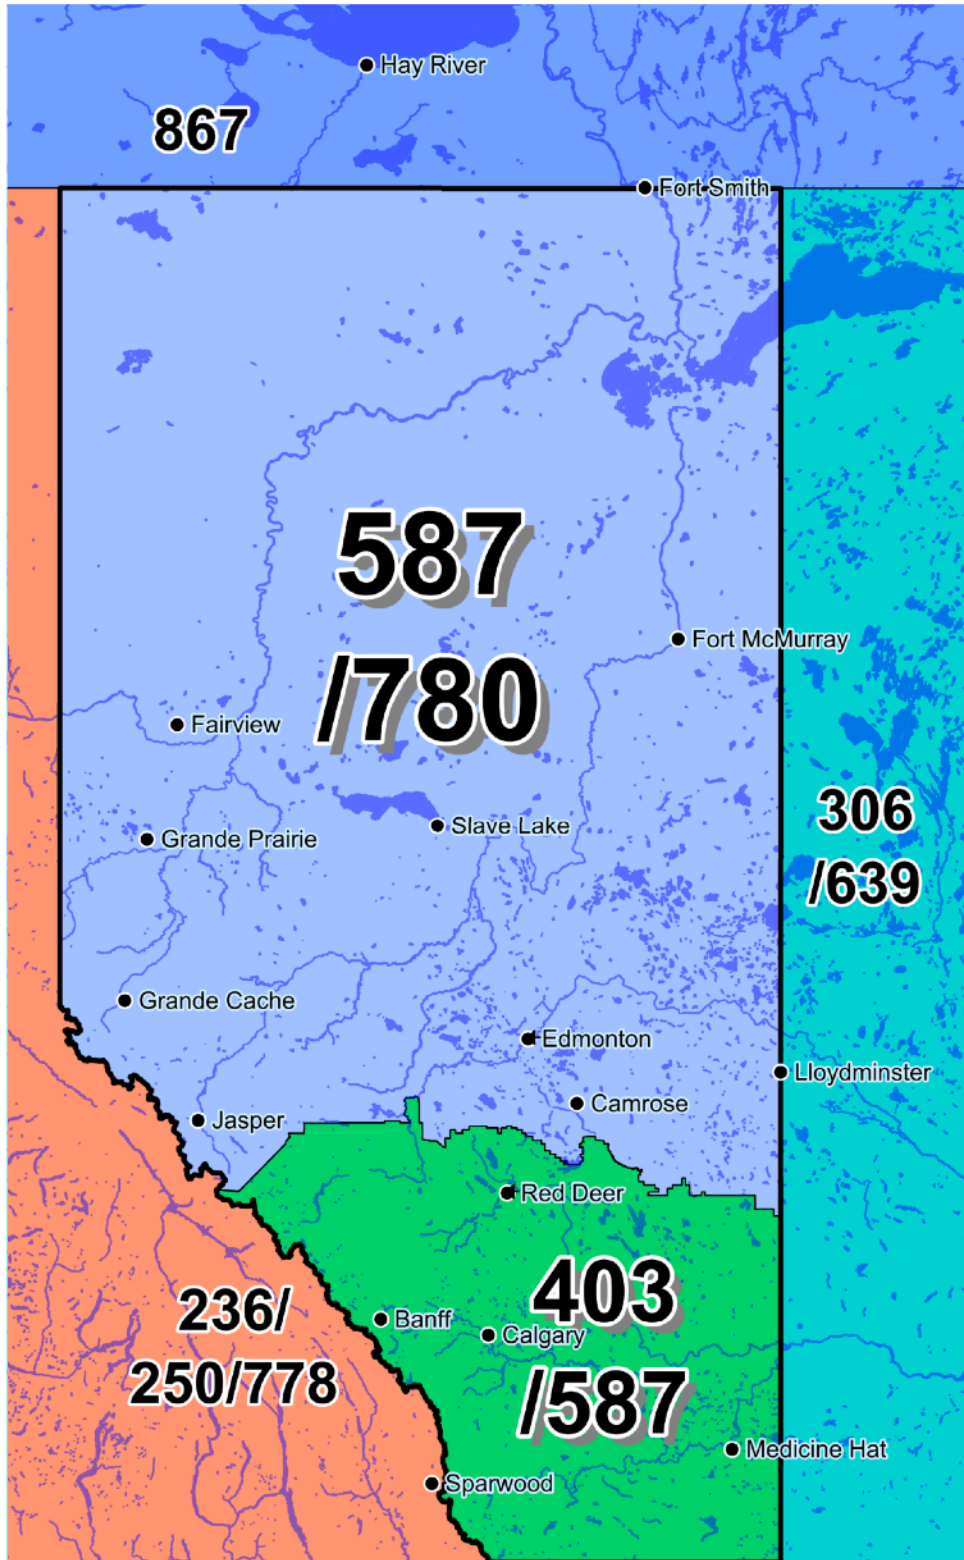 Hay River
867
Fort Smith
587
/780
Fort McMurray
Fairview
306
/639
Slave Lake
Grande Prairie
Grande Cache
Edmonton
Lloydminster
Camrose
Jasper
Red Deer
403
/587
236/
250/778
Banff
Calgary
Medicine Hat
Sparwood